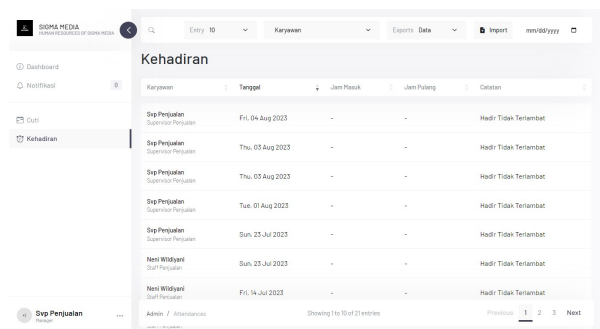 SIGMA MEDIA
HUMAN RESOURCES OF SIGMA MEDIA
Dashboard
Notifikasi 0
Cuti
Kehadiran
Svp Penjualan
Manager
Entry 10 Karyawan Exports Data Import mm/dd/yyyy
Kehadiran
Karyawan Tanggal Jam Masuk Jam Pulang Catatan
Svp Penjualan
Supervisor Penjualan
Fri, 04 Aug 2023 - - Hadir Tidak Terlambat
Svp Penjualan
Supervisor Penjualan
Thu, 03 Aug 2023 - - Hadir Tidak Terlambat
Svp Penjualan
Supervisor Penjualan
Thu, 03 Aug 2023 - - Hadir Tidak Terlambat
Svp Penjualan
Supervisor Penjualan
Tue, 01 Aug 2023 - - Hadir Tidak Terlambat
Svp Penjualan
Supervisor Penjualan
Sun, 23 Jul 2023 - - Hadir Tidak Terlambat
Neni Wildiyani
Staff Penjualan
Sun, 23 Jul 2023 - - Hadir Tidak Terlambat
Neni Wildiyani
Staff Penjualan
Fri, 14 Jul 2023 - - Hadir Tidak Terlambat
Admin / Attendances Showing 1 to 10 of 21 entries Previous 1 2 3 Next